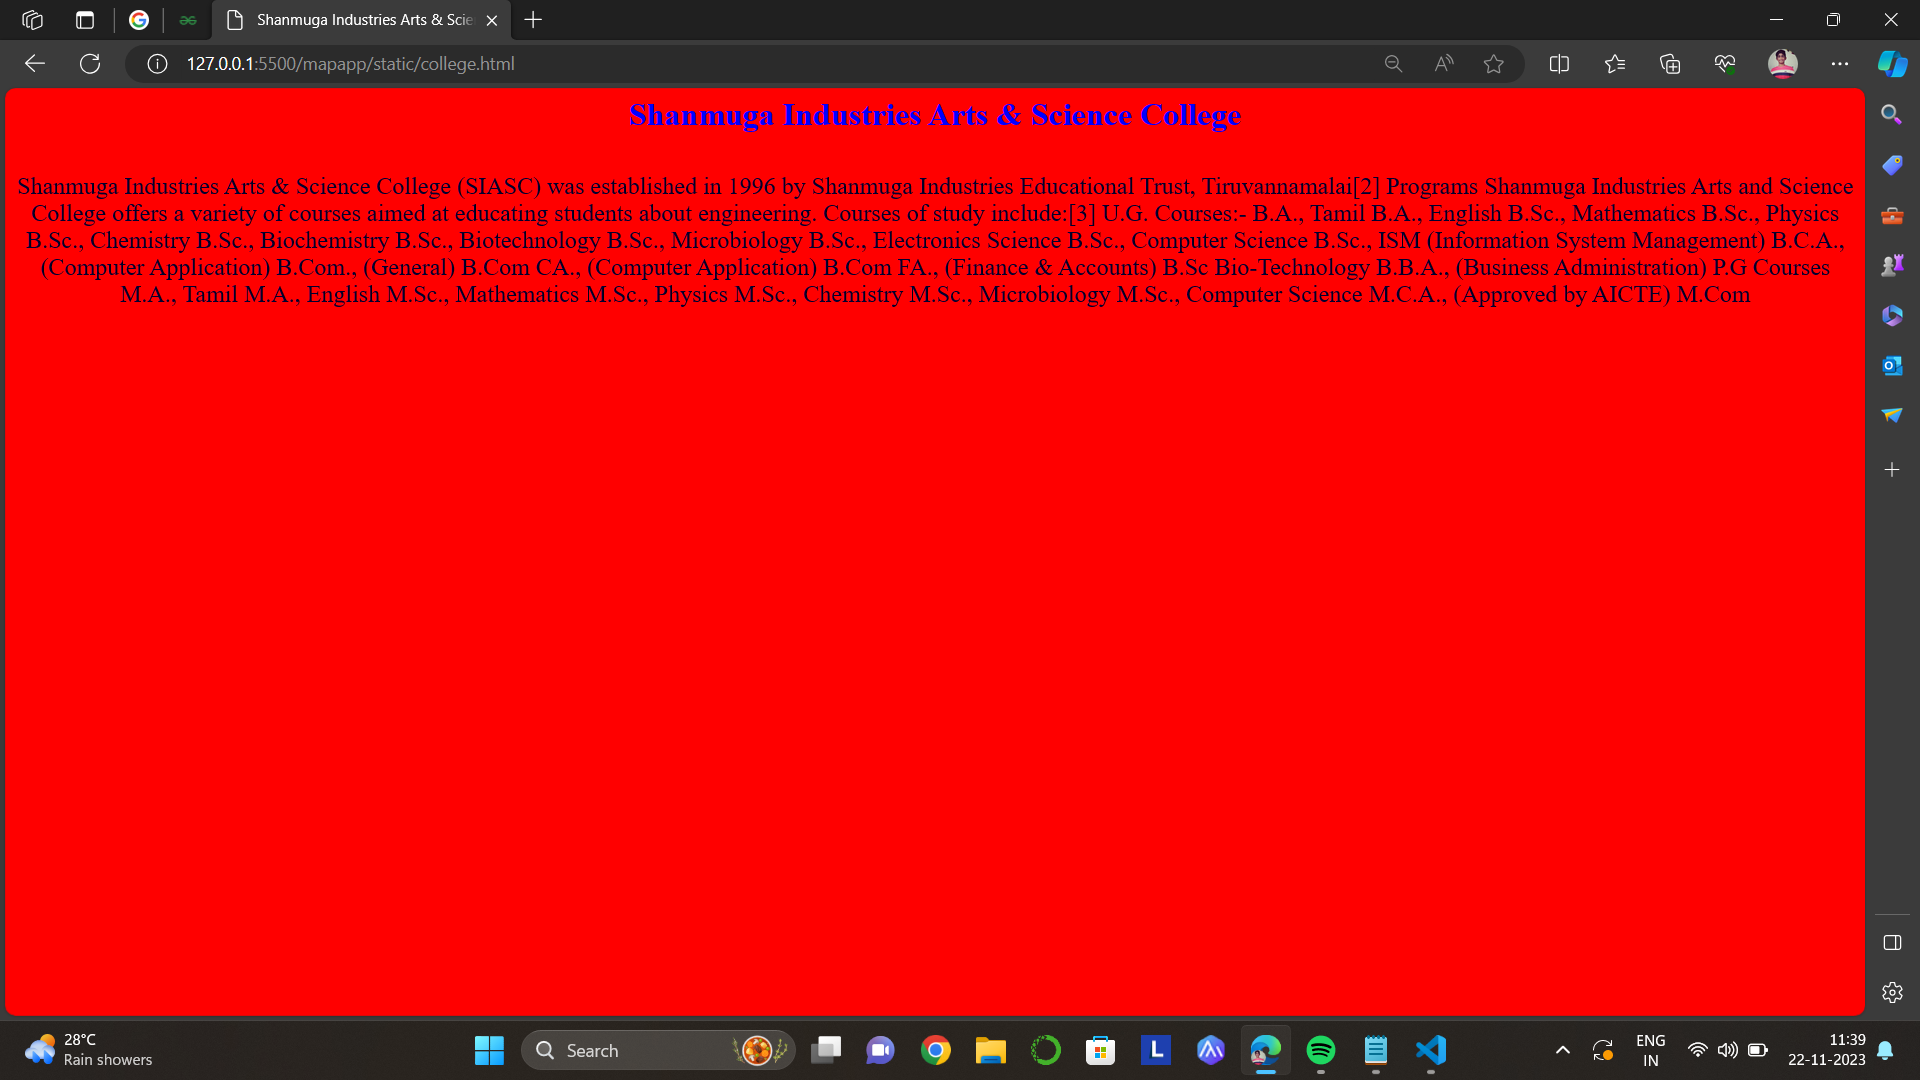 Shanmuga Industries Arts & Scie
127.0.0.1:5500/mapapp/static/college.html
Shanmuga Industries Arts & Science College
Shanmuga Industries Arts & Science College (SIASC) was established in 1996 by Shanmuga Industries Educational Trust, Tiruvannamalai[2] Programs Shanmuga Industries Arts and Science
College offers a variety of courses aimed at educating students about engineering. Courses of study include:[3] U.G. Courses:- B.A., Tamil B.A., English B.Sc., Mathematics B.Sc., Physics
B.Sc., Chemistry B.Sc., Biochemistry B.Sc., Biotechnology B.Sc., Microbiology B.Sc., Electronics Science B.Sc., Computer Science B.Sc., ISM (Information System Management) B.C.A.,
(Computer Application) B.Com., (General) B.Com CA., (Computer Application) B.Com FA., (Finance & Accounts) B.Sc Bio-Technology B.B.A., (Business Administration) P.G Courses
M.A., Tamil M.A., English M.Sc., Mathematics M.Sc., Physics M.Sc., Chemistry M.Sc., Microbiology M.Sc., Computer Science M.C.A., (Approved by AICTE) M.Com
28°C
Rain showers
Search
L
ENG
IN
11:39
22-11-2023